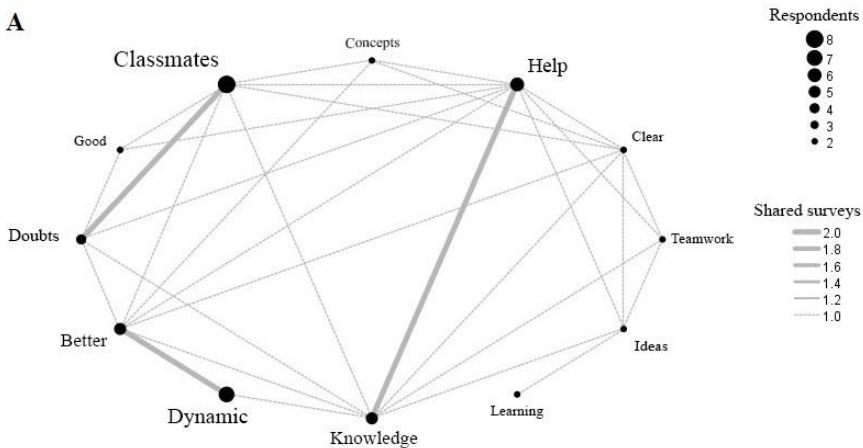 A
Respondents
8
7
6
5
4
3
2
Concepts
Classmates
Help
Good
Clear
Doubts
Teamwork
Shared surveys
2.0
1.8
1.6
1.4
1.2
1.0
Better
Ideas
Dynamic
Learning
Knowledge